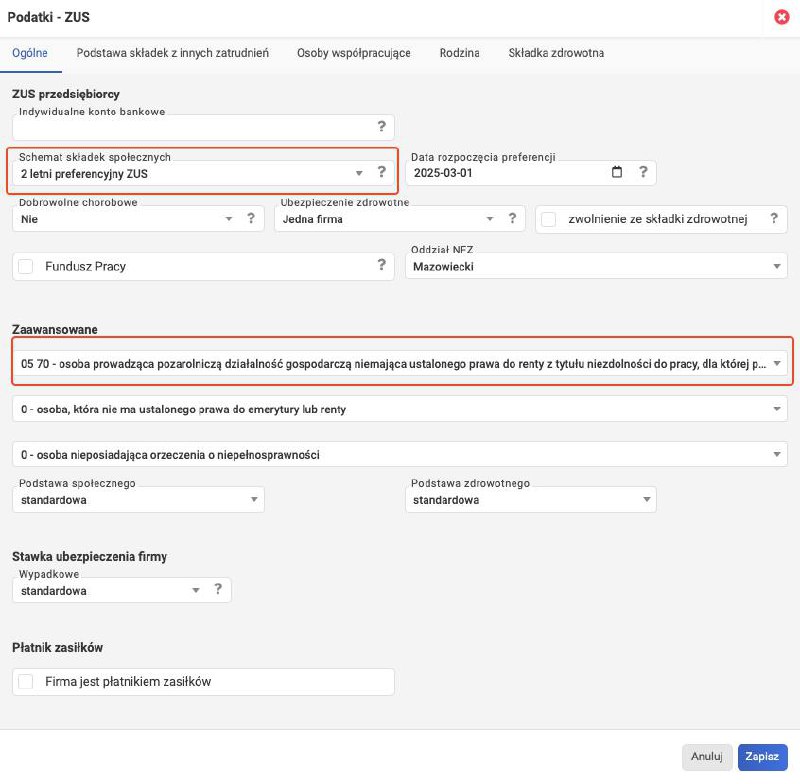 Podatki - ZUS
Ogólne Podstawa składek z innych zatrudnień Osoby współpracujące Rodzina Składka zdrowotna
ZUS przedsiębiorcy
Indywidualne konto bankowe
?
Schemat składek społecznych Data rozpoczęcia preferencji
2 letni preferencyjny ZUS ? 2025-03-01 ?
Dobrowolne chorobowe Ubezpieczenie zdrowotne
Nie ? Jedna firma ? zwolnienie ze składki zdrowotnej ?
Oddział NFZ
Fundusz Pracy ? Mazowiecki
Zaawansowane
05 70 - osoba prowadząca pozarolniczą działalność gospodarczą niemająca ustalonego prawa do renty z tytułu niezdolności do pracy, dla której p...
0 - osoba, która nie ma ustalonego prawa do emerytury lub renty
0 - osoba nieposiadająca orzeczenia o niepełnosprawności
Podstawa społecznego Podstawa zdrowotnego
standardowa standardowa
Stawka ubezpieczenia firmy
Wypadkowe
standardowa ?
Płatnik zasiłków
Firma jest płatnikiem zasiłków
Anuluj Zapisz